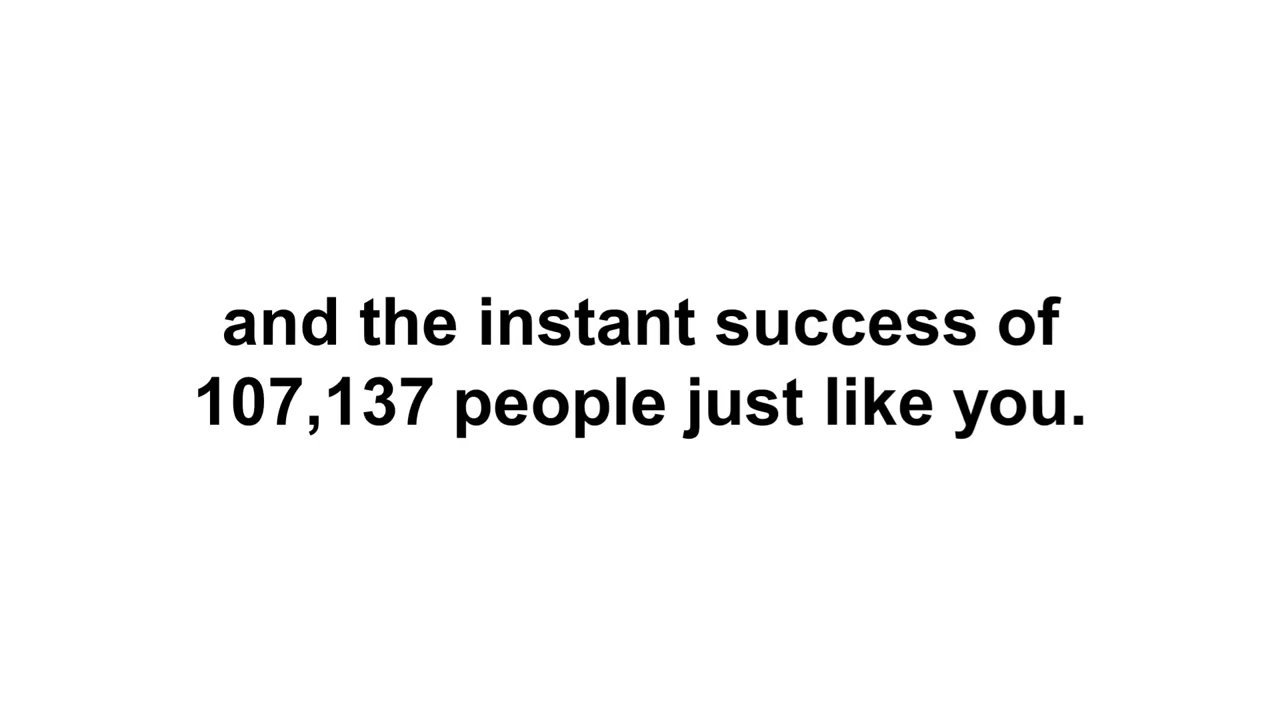 and the instant success of
107,137 people just like you.